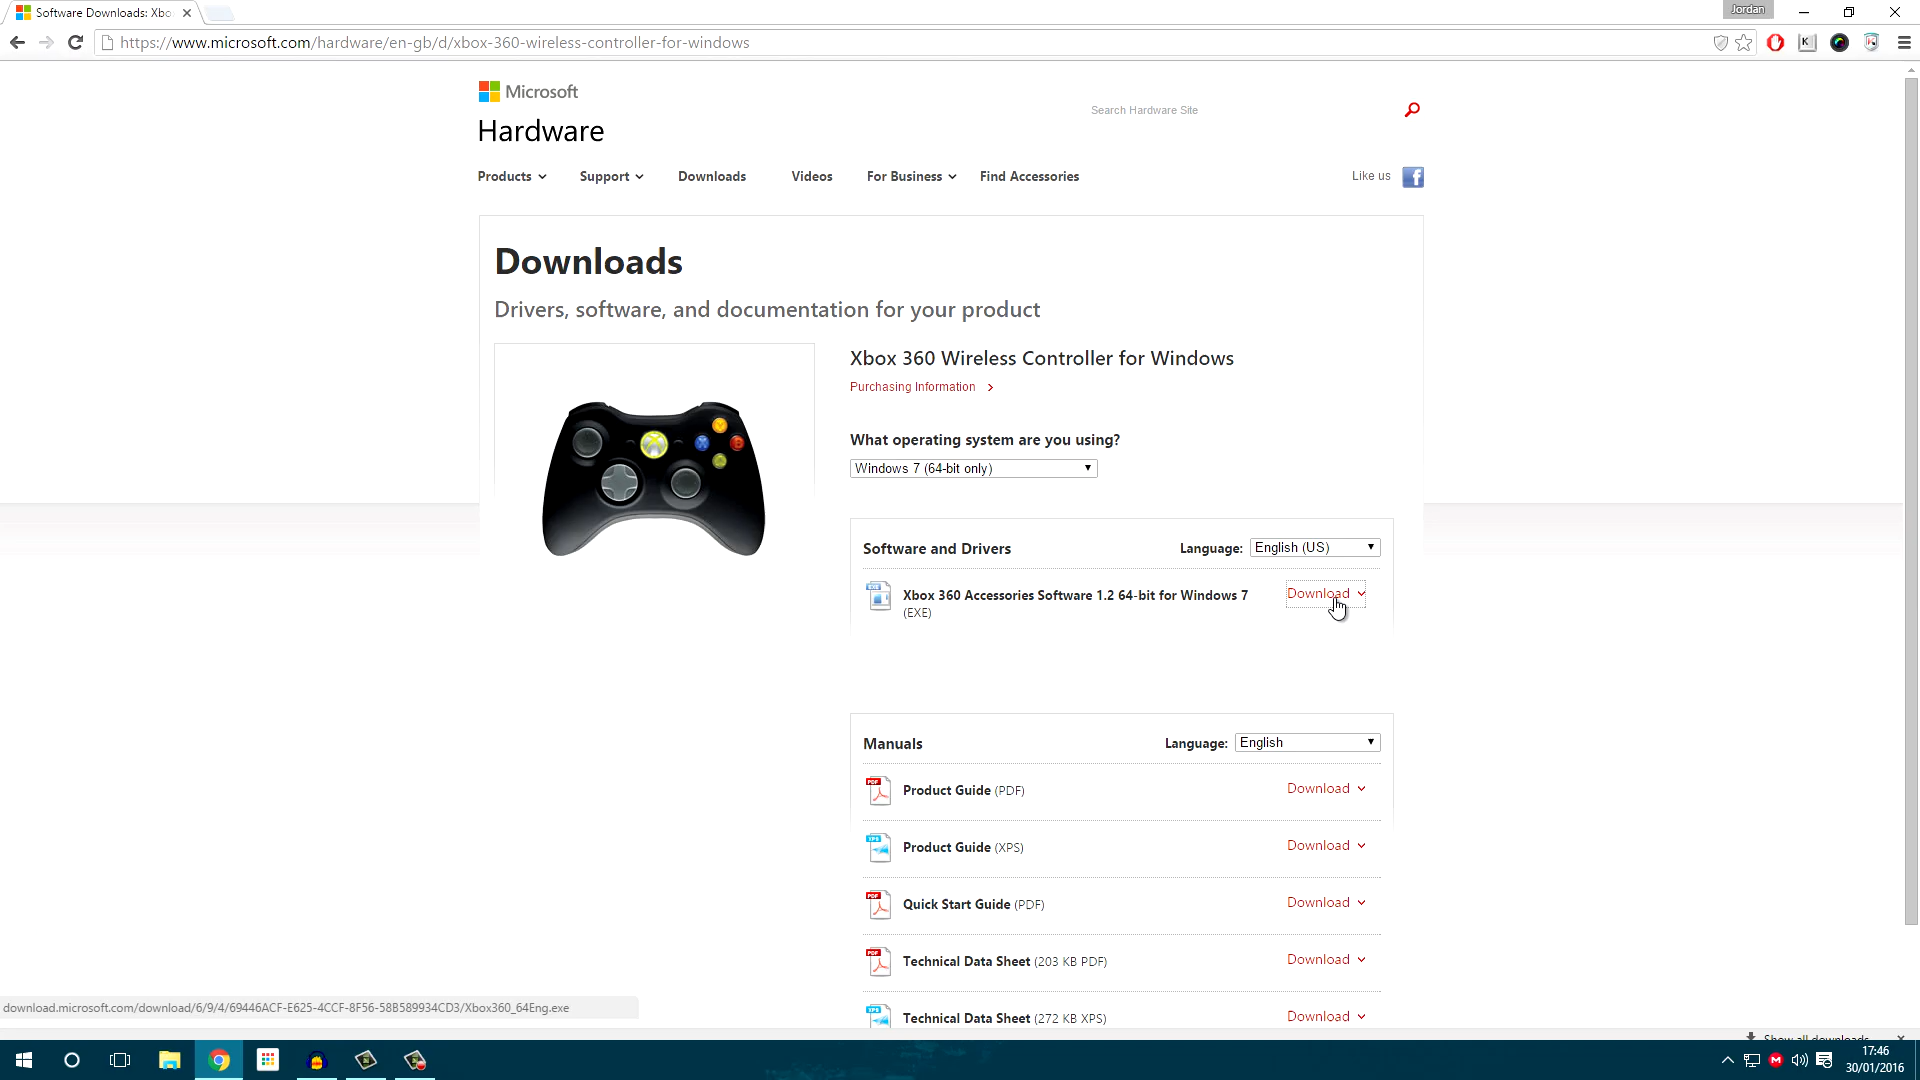 Software Downloads: Xbo
Jordan
https://www.microsoft.com/hardware/en-gb/d/xbox-360-wireless-controller-for-windows
Microsoft
Hardware
Search Hardware Site
Products
Support
Downloads
Videos
For Business
Find Accessories
Like us
Downloads
Drivers, software, and documentation for your product
Xbox 360 Wireless Controller for Windows
Purchasing Information
What operating system are you using?
Windows 7 (64-bit only)
Software and Drivers
Language: English (US)
Xbox 360 Accessories Software 1.2 64-bit for Windows 7
(EXE)
Download
Manuals
Language: English
Product Guide (PDF)
Download
Product Guide (XPS)
Download
Quick Start Guide (PDF)
Download
Technical Data Sheet (203 KB PDF)
Download
Technical Data Sheet (272 KB XPS)
Download
download.microsoft.com/download/6/9/4/69446ACF-E625-4CCF-8F56-58B589934CD3/Xbox360_64Eng.exe
Show all downloads...
17:46
30/01/2016